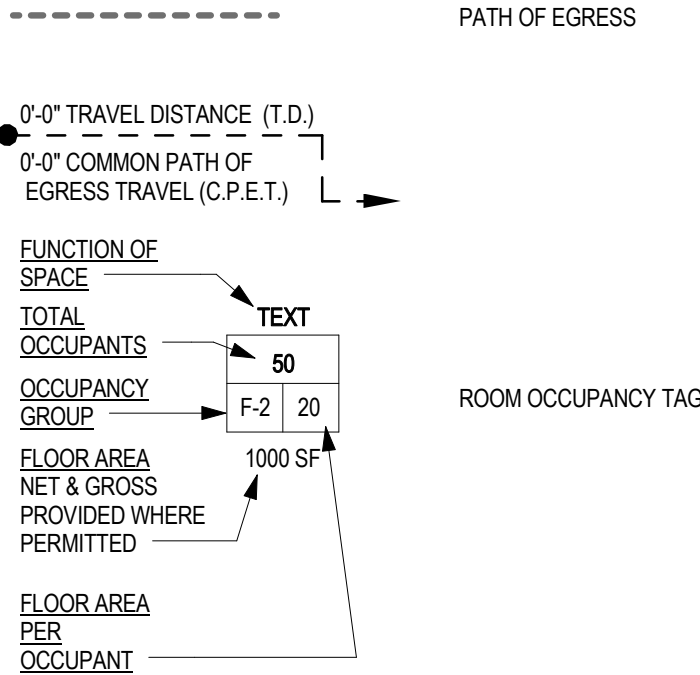 PATH OF EGRESS
0'-0" TRAVEL DISTANCE (T.D.)
0'-0" COMMON PATH OF
EGRESS TRAVEL (C.P.E.T.)
FUNCTION OF
SPACE
TEXT
TOTAL
OCCUPANTS
50
OCCUPANCY
GROUP
F-2 20
ROOM OCCUPANCY TAG
FLOOR AREA
NET & GROSS
PROVIDED WHERE
PERMITTED
1000 SF
FLOOR AREA
PER
OCCUPANT